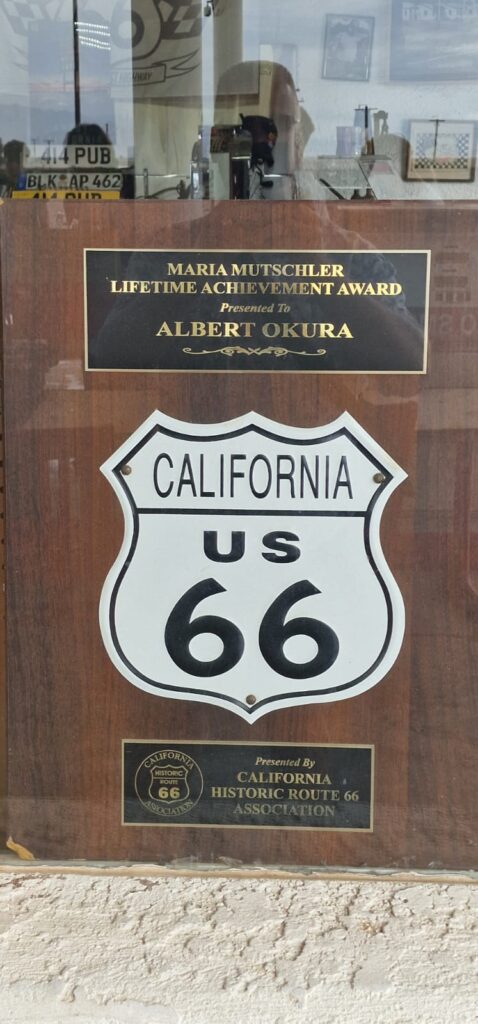 66
414 PUB
BLK AP 462
414 PUB
MARIA MUTSCHLER
LIFETIME ACHIEVEMENT AWARD
Presented To
ALBERT OKURA
CALIFORNIA
US
66
CALIFORNIA
HISTORIC
ROUTE
66
ASSOCIATION
Presented By
CALIFORNIA
HISTORIC ROUTE 66
ASSOCIATION